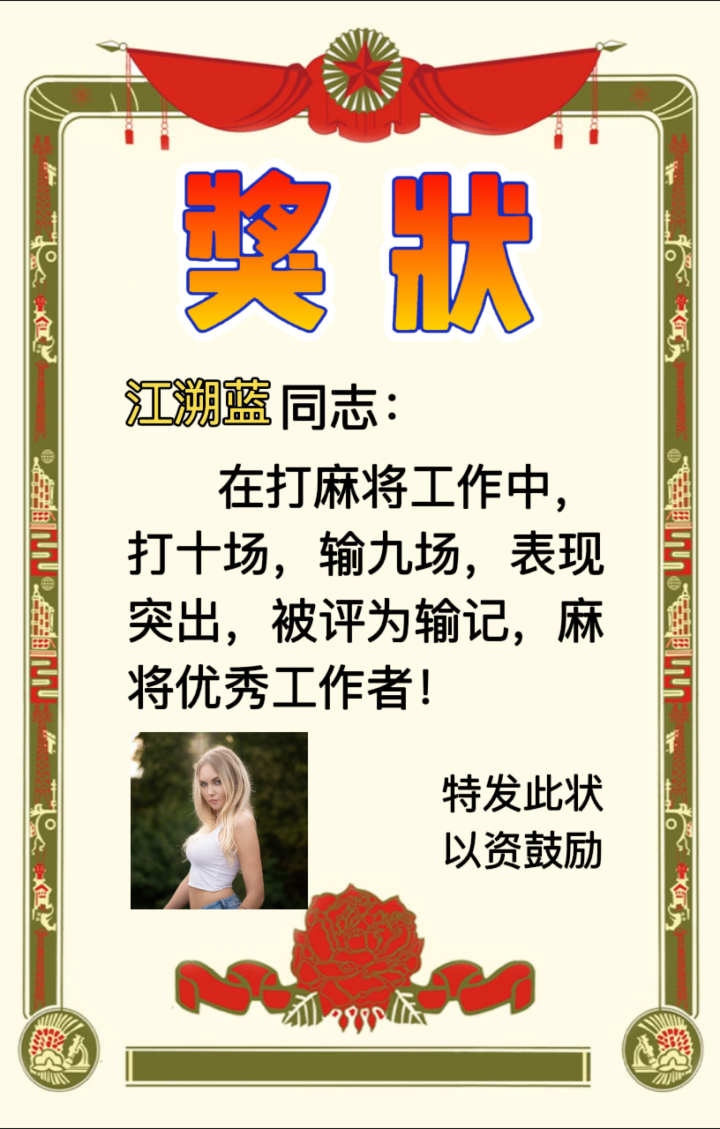 奖状
江溯蓝同志：
在打麻将工作中，
打十场，输九场，表现
突出，被评为输记，麻
将优秀工作者！
特发此状
以资鼓励